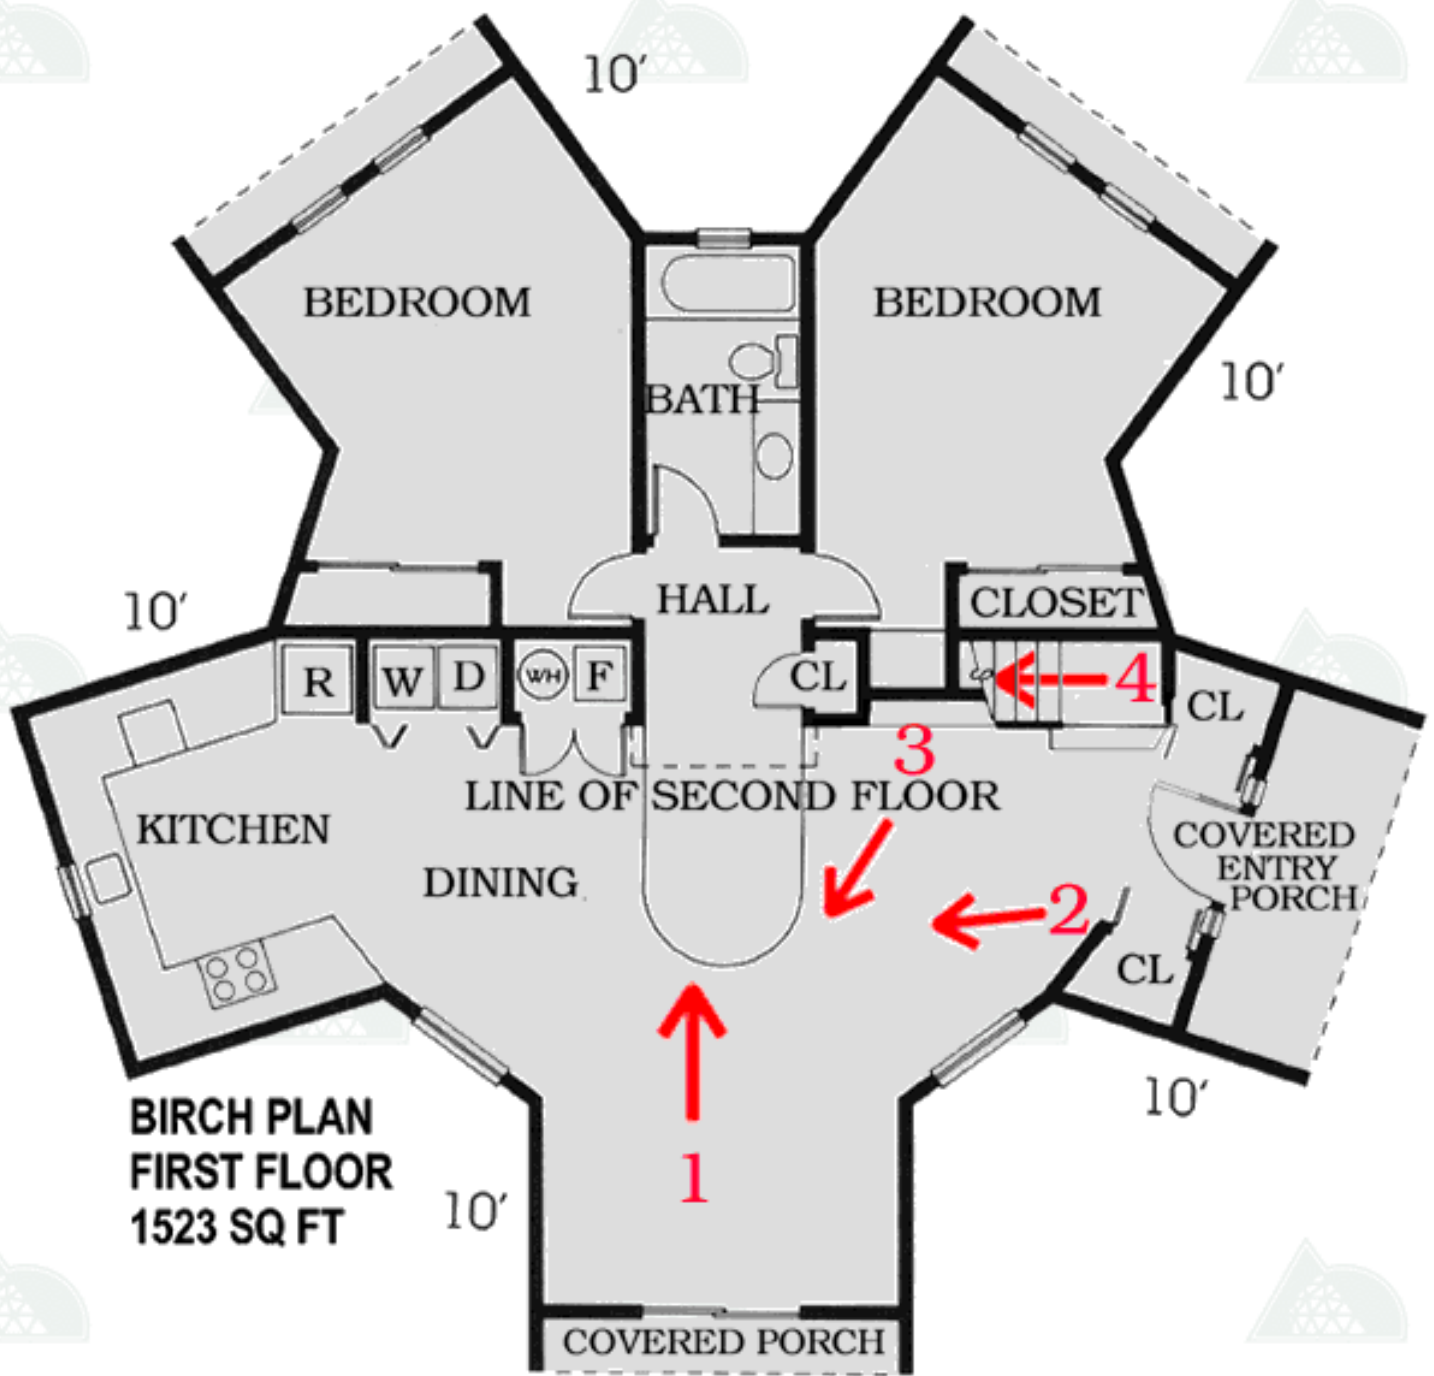 10'
BEDROOM
BEDROOM
10'
BATH
10'
HALL
CLOSET
R
W
D
WH
F
CL
4
CL
3
LINE OF SECOND FLOOR
KITCHEN
COVERED
ENTRY
PORCH
DINING
2
CL
10'
BIRCH PLAN
FIRST FLOOR
1523 SQ FT
1
10'
COVERED PORCH